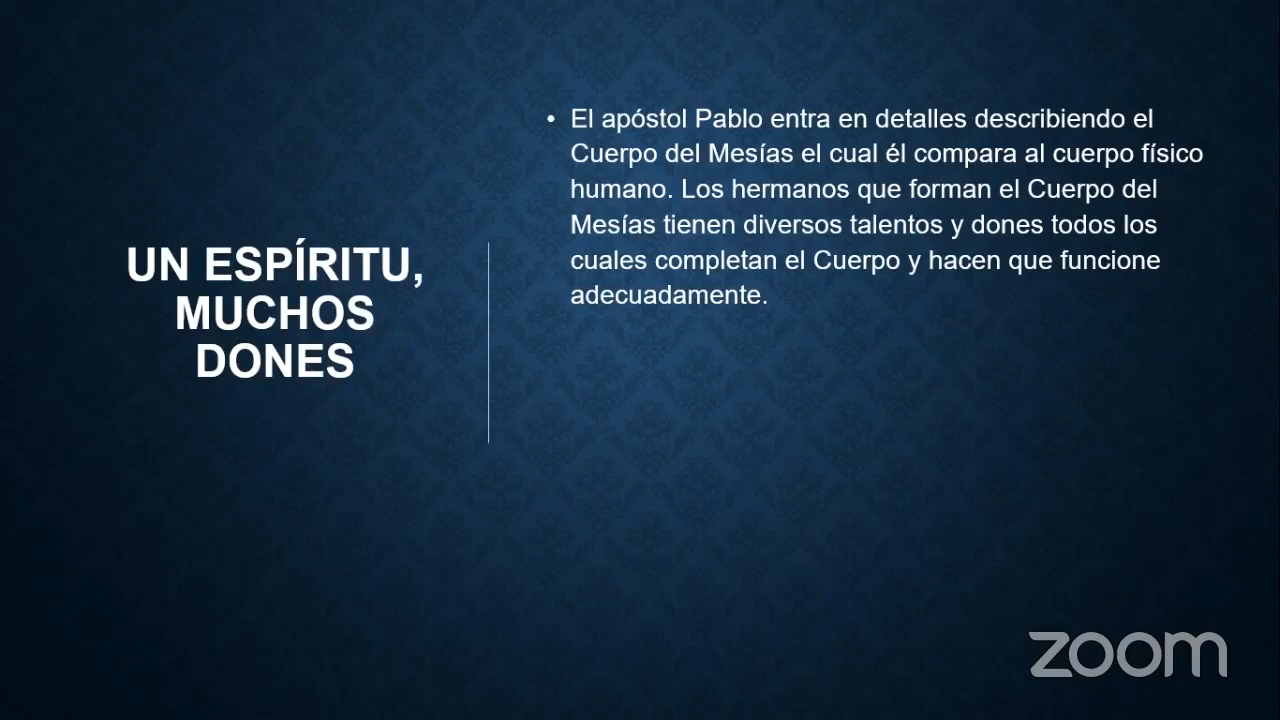 UN ESPÍRITU,
MUCHOS
DONES
• El apóstol Pablo entra en detalles describiendo el
Cuerpo del Mesías el cual él compara al cuerpo físico
humano. Los hermanos que forman el Cuerpo del
Mesías tienen diversos talentos y dones todos los
cuales completan el Cuerpo y hacen que funcione
adecuadamente.
zoom